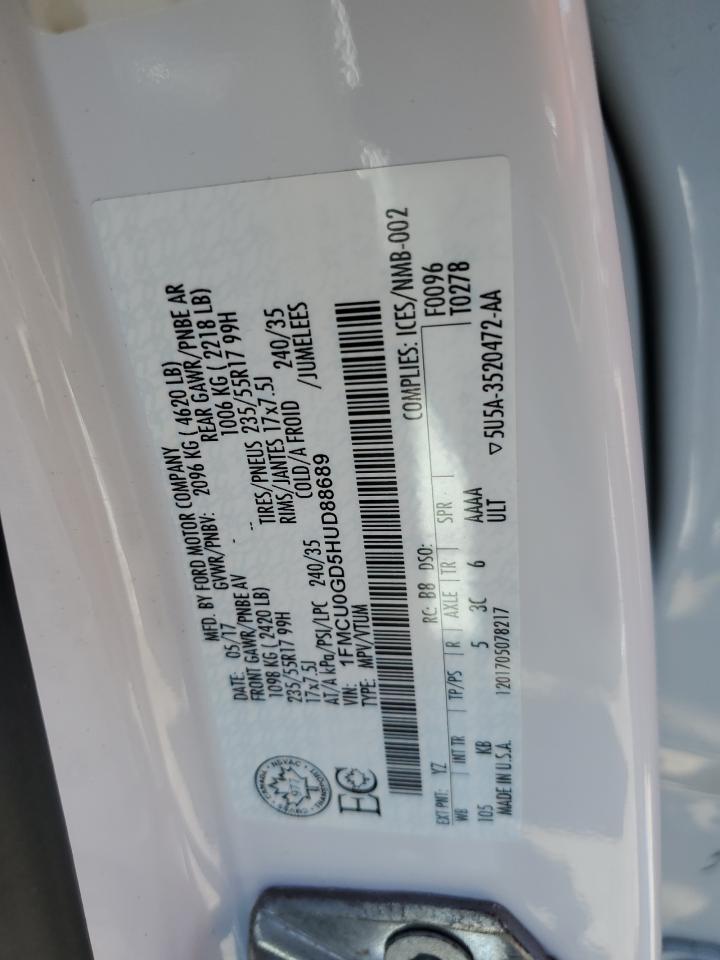 MFD. BY FORD MOTOR COMPANY
DATE: 05/17 GVWR/PNBV: 2096 KG ( 4620 LB)
FRONT GAWR/PNBE AV REAR GAWR/PNBE AR
1098 KG ( 2420 LB) 1006 KG ( 2218 LB)
235/55R17 99H TIRES/PNEUS 235/55R17 99H
17x7.5J RIMS/JANTES 17x7.5J
AT/A kPa/PSI/LPC 240/35 COLD/A FROID 240/35
VIN: 1FMCU0GD5HUD88689 /JUMELEES
TYPE: MPV/VTUM
EC
COMPLIES: ICES/NMB-002
EXT PNT: YZ RC: B8 DSO: F0096
WB INT TR TP/PS R AXLE TR SPR T0278
105 KB 5 3C 6 AAAA
MADE IN U.S.A. 1201705078217 ULT ▽5U5A-3520472-AA